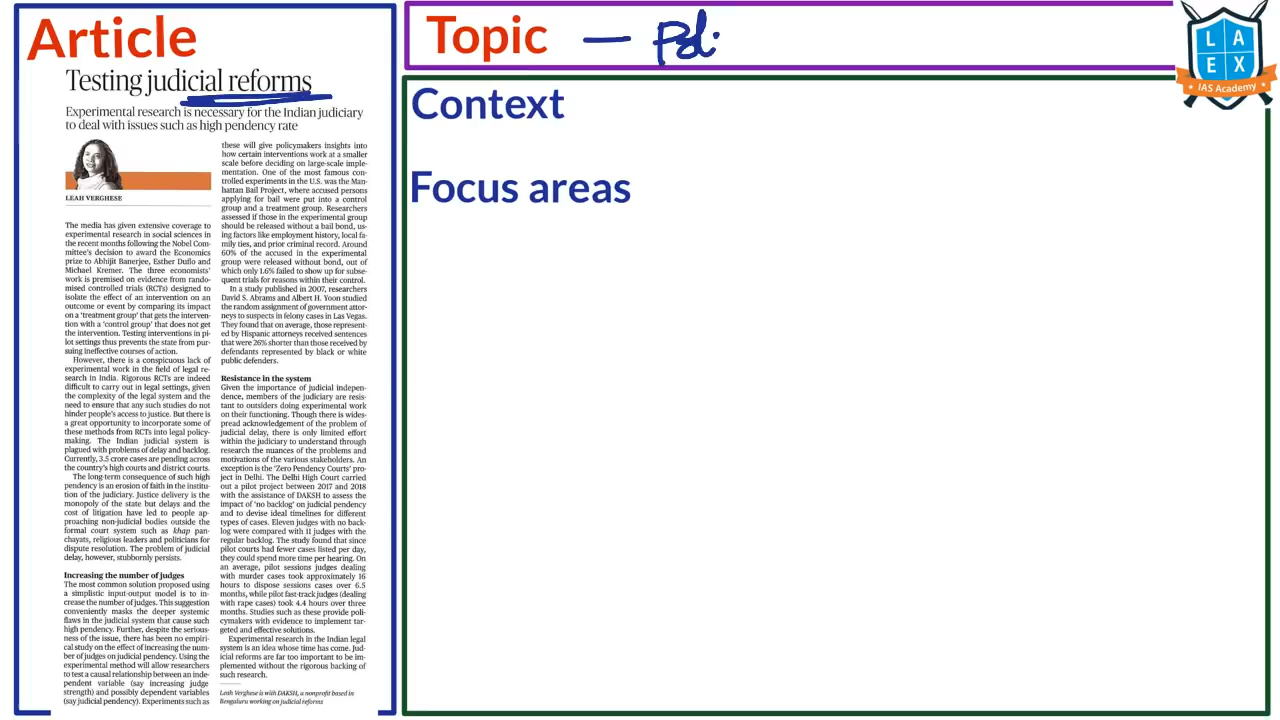 Article
Testing judicial reforms
Experimental research is necessary for the Indian judiciary
to deal with issues such as high pendency rate
LEAH VERGHESE
The media has given extensive coverage to
experimental research in social sciences in
the recent months following the Nobel Com-
mittee's decision to award the Economics
prize to Abhijit Banerjee, Esther Duflo and
Michael Kremer. The three economists'
work is premised on evidence from rando-
mised controlled trials (RCTs) designed to
isolate the effect of an intervention on an
outcome or event by comparing its impact
on a 'treatment group' that gets the interven-
tion with a 'control group' that does not get
the intervention. Testing interventions in pi-
lot settings thus prevents the state from pur-
suing ineffective courses of action.
However, there is a conspicuous lack of
experimental work in the field of legal re-
search in India. Rigorous RCTs are indeed
difficult to carry out in legal settings, given
the complexity of the legal system and the
need to ensure that any such studies do not
hinder people's access to justice. But there is
a great opportunity to incorporate some of
these methods from RCTs into legal policy-
making. The Indian judicial system is
plagued with problems of delay and backlog.
Currently, 3.5 crore cases are pending across
the country's high courts and district courts.
The long-term consequence of such high
pendency is an erosion of faith in the institu-
tion of the judiciary. Justice delivery is the
monopoly of the state but delays and the
cost of litigation have led to people ap-
proaching non-judicial bodies outside the
formal court system such as khap pan-
chayats, religious leaders and politicians for
dispute resolution. The problem of judicial
delay, however, stubbornly persists.
Increasing the number of judges
The most common solution proposed using
a simplistic input-output model is to in-
crease the number of judges. This suggestion
conveniently masks the deeper systemic
flaws in the judicial system that cause such
high pendency. Further, despite the serious-
ness of the issue, there has been no empiri-
cal study on the effect of increasing the num-
ber of judges on judicial pendency. Using the
experimental method will allow researchers
to test a causal relationship between an inde-
pendent variable (say increasing judge
strength) and possibly dependent variables
(say judicial pendency). Experiments such as
these will give policymakers insights into
how certain interventions work at a smaller
scale before deciding on large-scale imple-
mentation. One of the most famous con-
trolled experiments in the U.S. was the Man-
hattan Bail Project, where accused persons
applying for bail were put into a control
group and a treatment group. Researchers
assessed if those in the experimental group
should be released without a bail bond, us-
ing factors like employment history, local fa-
mily ties, and prior criminal record. Around
60% of the accused in the experimental
group were released without bond, out of
which only 1.6% failed to show up for subse-
quent trials for reasons within their control.
In a study published in 2007, researchers
David S. Abrams and Albert H. Yoon studied
the random assignment of government attor-
neys to suspects in felony cases in Las Vegas.
They found that on average, those represent-
ed by Hispanic attorneys received sentences
that were 26% shorter than those received by
defendants represented by black or white
public defenders.
Resistance in the system
Given the importance of judicial indepen-
dence, members of the judiciary are resis-
tant to outsiders doing experimental work
on their functioning. Though there is wides-
pread acknowledgement of the problem of
judicial delay, there is only limited effort
within the judiciary to understand through
research the nuances of the problems and
motivations of the various stakeholders. An
exception is the 'Zero Pendency Courts' pro-
ject in Delhi. The Delhi High Court carried
out a pilot project between 2017 and 2018
with the assistance of DAKSH to assess the
impact of 'no backlog' on judicial pendency
and to devise ideal timelines for different
types of cases. Eleven judges with no back-
log were compared with 11 judges with the
regular backlog. The study found that since
pilot courts had fewer cases listed per day,
they could spend more time per hearing. On
an average, pilot sessions judges dealing
with murder cases took approximately 16
hours to dispose sessions cases over 6.5
months, while pilot fast-track judges (dealing
with rape cases) took 4.4 hours over three
months. Studies such as these provide poli-
cymakers with evidence to implement tar-
geted and effective solutions.
Experimental research in the Indian legal
system is an idea whose time has come. Jud-
icial reforms are far too important to be im-
plemented without the rigorous backing of
such research.
Leah Verghese is with DAKSH, a nonprofit based in
Bengaluru working on judicial reforms
Topic — Pol
Context
Focus areas
L A
E X
IAS Academy